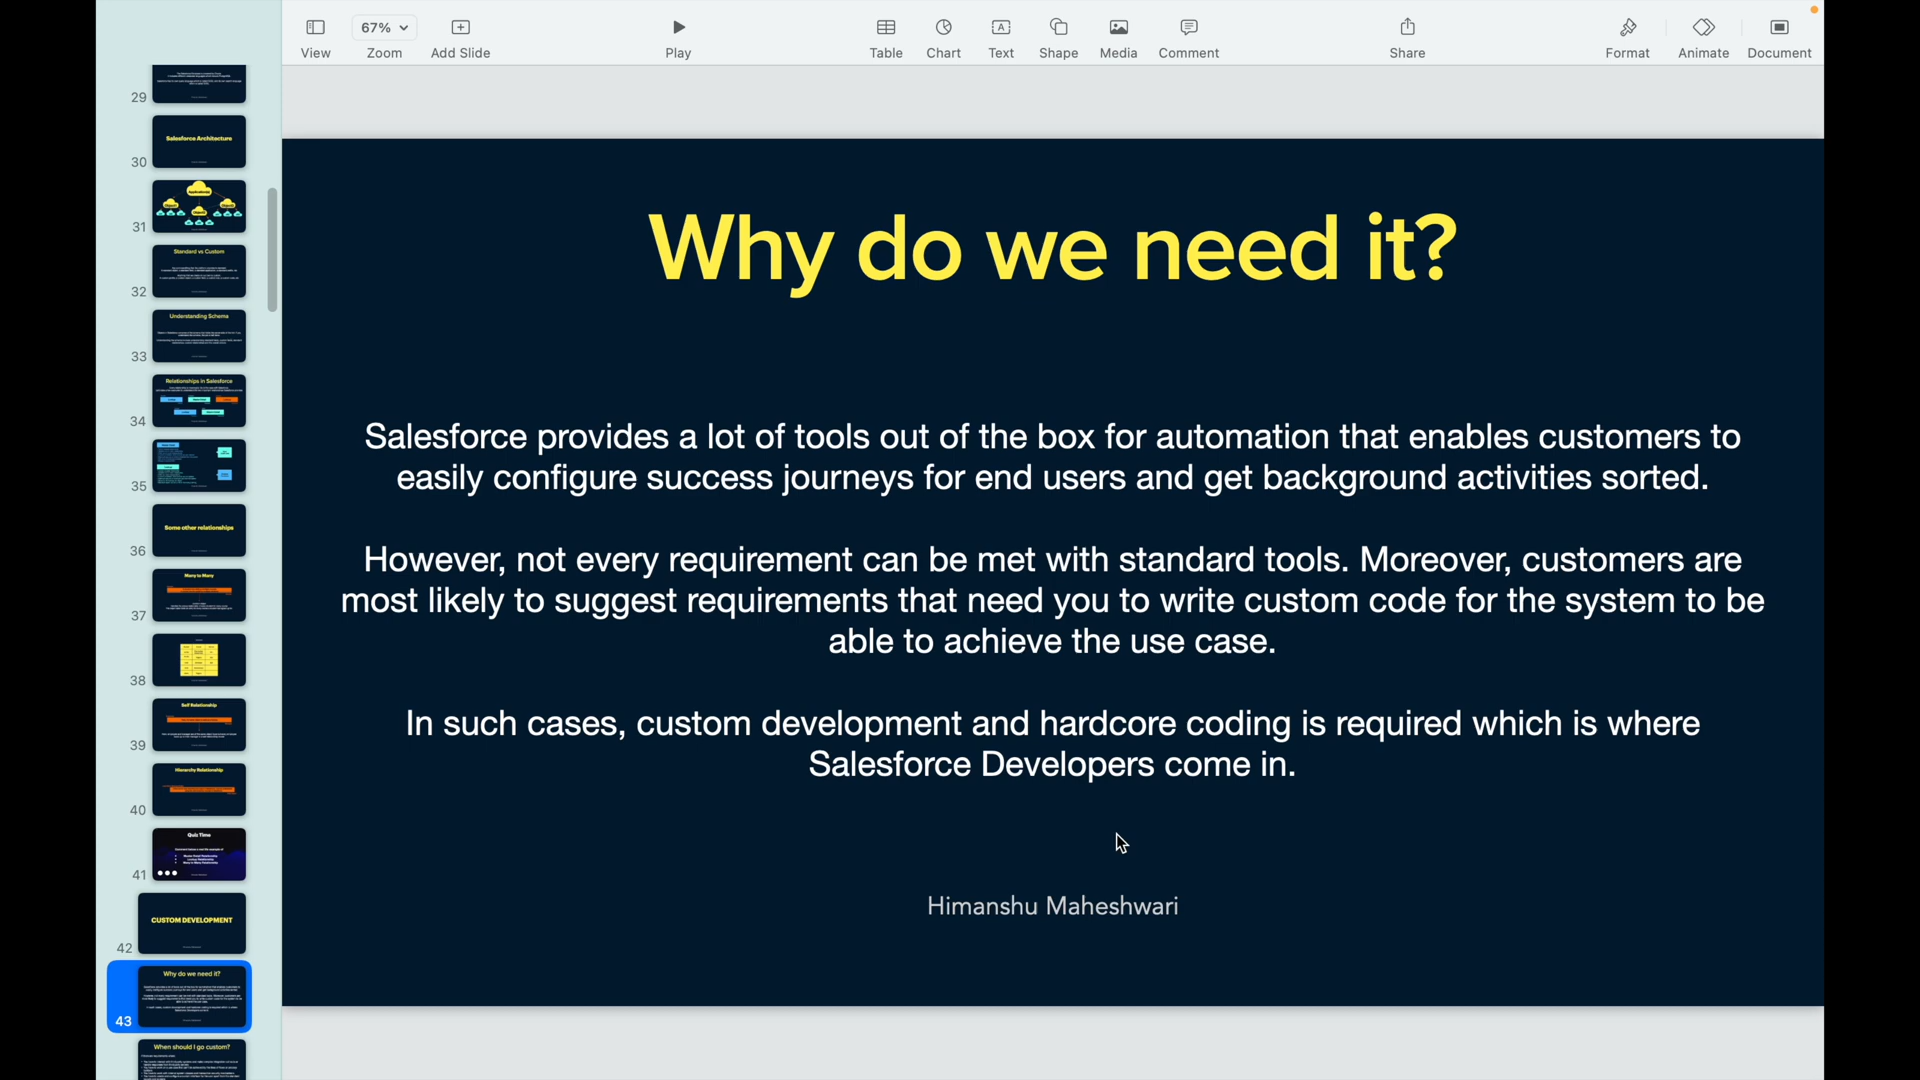 View
67%
Zoom
Add Slide
Play
Table
Chart
Text
Shape
Media
Comment
Share
Format
Animate
Document
29
Salesforce Architecture
30
31
Standard vs Custom
32
Understanding Schema
33
Relationships in Salesforce
34
35
Some other relationships
36
Many to Many
37
38
Self Relationship
39
Hierarchy Relationship
40
Quiz Time
41
CUSTOM DEVELOPMENT
42
Why do we need it?
43
When should I go custom?
Why do we need it?
Salesforce provides a lot of tools out of the box for automation that enables customers to
easily configure success journeys for end users and get background activities sorted.
However, not every requirement can be met with standard tools. Moreover, customers are
most likely to suggest requirements that need you to write custom code for the system to be
able to achieve the use case.
In such cases, custom development and hardcore coding is required which is where
Salesforce Developers come in.
Himanshu Maheshwari